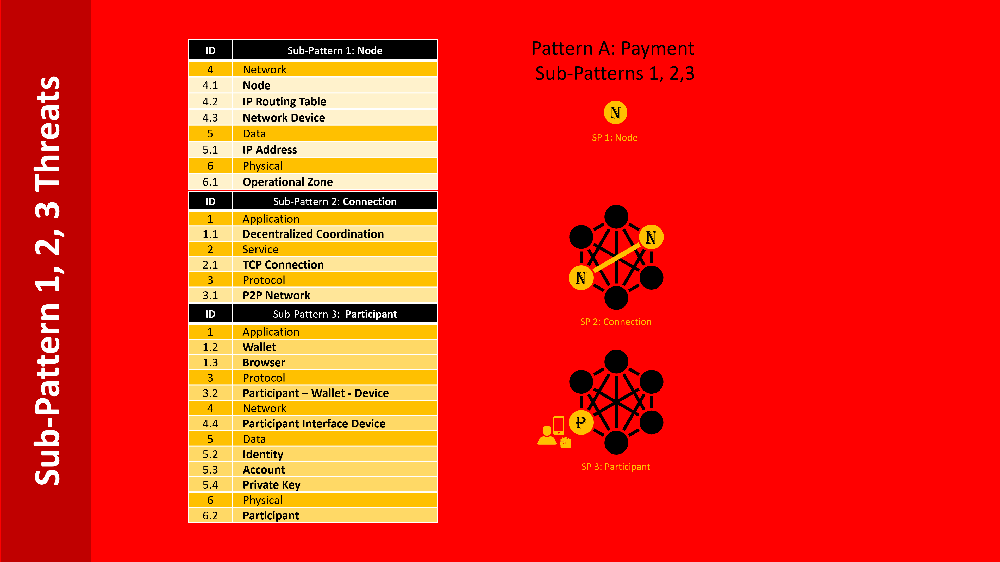 Sub-Pattern 1, 2, 3 Threats
ID Sub-Pattern 1: Node
4 Network
4.1 Node
4.2 IP Routing Table
4.3 Network Device
5 Data
5.1 IP Address
6 Physical
6.1 Operational Zone
ID Sub-Pattern 2: Connection
1 Application
1.1 Decentralized Coordination
2 Service
2.1 TCP Connection
3 Protocol
3.1 P2P Network
ID Sub-Pattern 3: Participant
1 Application
1.2 Wallet
1.3 Browser
3 Protocol
3.2 Participant – Wallet - Device
4 Network
4.4 Participant Interface Device
5 Data
5.2 Identity
5.3 Account
5.4 Private Key
6 Physical
6.2 Participant
Pattern A: Payment
Sub-Patterns 1, 2,3
N
SP 1: Node
N
N
SP 2: Connection
P
SP 3: Participant